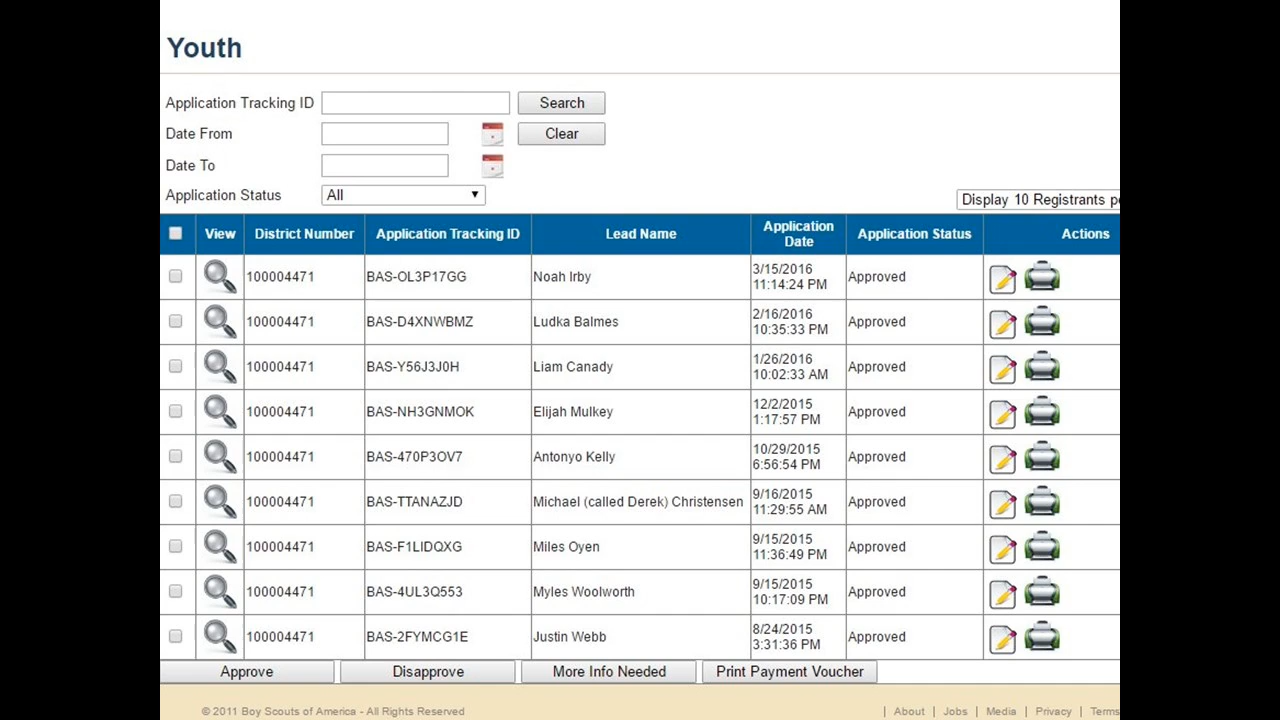 Youth
Application Tracking ID Search
Date From Clear
Date To
Application Status All
Display 10 Registrants
View District Number Application Tracking ID Lead Name Application Date Application Status Actions
100004471 BAS-OL3P17GG Noah Irby 3/15/2016 11:14:24 PM Approved
100004471 BAS-D4XNWBMZ Ludka Balmes 2/16/2016 10:35:33 PM Approved
100004471 BAS-Y56J3J0H Liam Canady 1/26/2016 10:02:33 AM Approved
100004471 BAS-NH3GNMOK Elijah Mulkey 12/2/2015 1:17:57 PM Approved
100004471 BAS-470P3OV7 Antonyo Kelly 10/29/2015 6:56:54 PM Approved
100004471 BAS-TTANAZJD Michael (called Derek) Christensen 9/16/2015 11:29:55 AM Approved
100004471 BAS-F1LIDQXG Miles Oyen 9/15/2015 11:36:49 PM Approved
100004471 BAS-4UL3Q553 Myles Woolworth 9/15/2015 10:17:09 PM Approved
100004471 BAS-2FYMCG1E Justin Webb 8/24/2015 3:31:36 PM Approved
Approve Disapprove More Info Needed Print Payment Voucher
© 2011 Boy Scouts of America - All Rights Reserved | About | Jobs | Media | Privacy | Terms